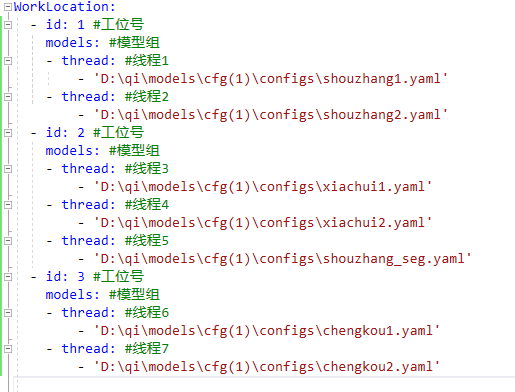 WorkLocation:
  - id: 1 #工位号
    models: #模型组
    - thread: #线程1
        - 'D:\qi\models\cfg(1)\configs\shouzhang1.yaml'
    - thread: #线程2
        - 'D:\qi\models\cfg(1)\configs\shouzhang2.yaml'
  - id: 2 #工位号
    models: #模型组
    - thread: #线程3
        - 'D:\qi\models\cfg(1)\configs\xiachui1.yaml'
    - thread: #线程4
        - 'D:\qi\models\cfg(1)\configs\xiachui2.yaml'
    - thread: #线程5
        - 'D:\qi\models\cfg(1)\configs\shouzhang_seg.yaml'
  - id: 3 #工位号
    models: #模型组
    - thread: #线程6
        - 'D:\qi\models\cfg(1)\configs\chengkou1.yaml'
    - thread: #线程7
        - 'D:\qi\models\cfg(1)\configs\chengkou2.yaml'